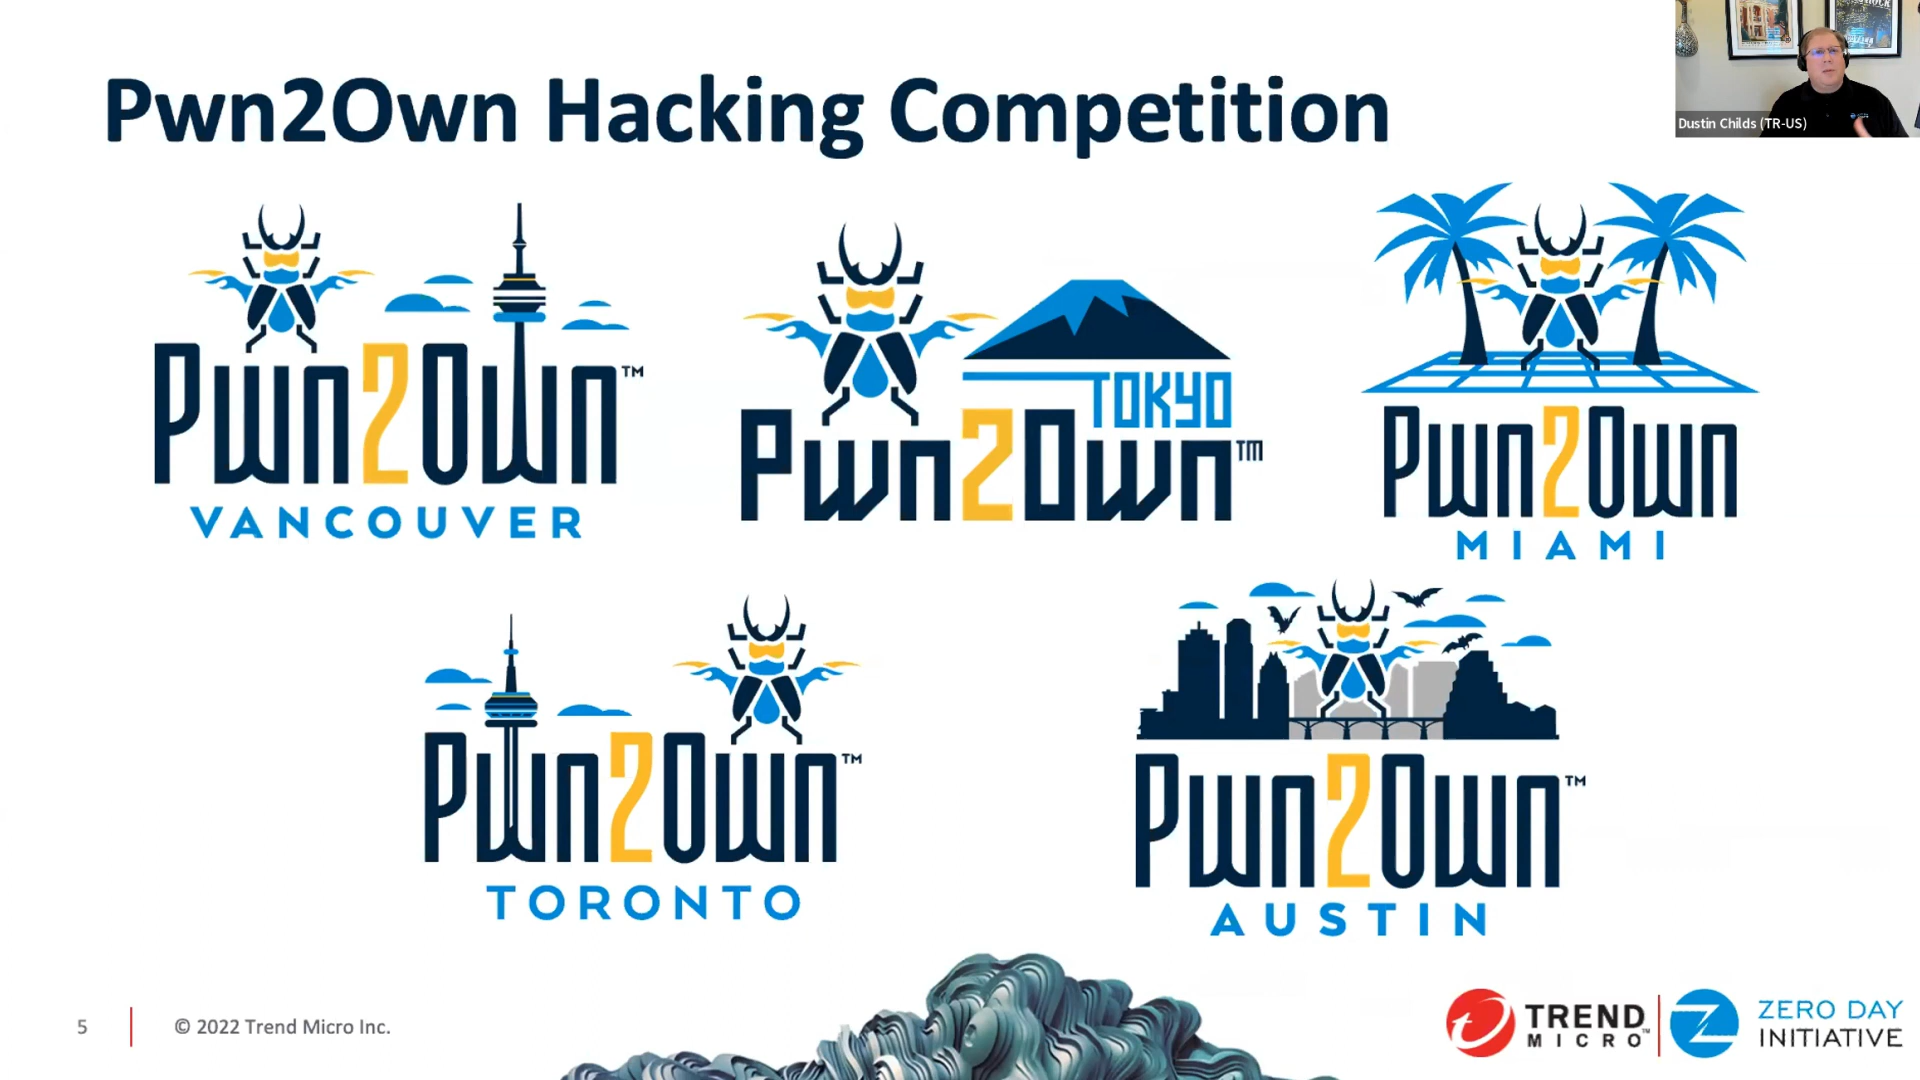 Pwn2Own Hacking Competition
Dustin Childs (TR-US)
Pwn2Own™
VANCOUVER
TOKYO
Pwn2Own™
Pwn2Own
MIAMI
Pwn2Own™
TORONTO
Pwn2Own™
AUSTIN
5
© 2022 Trend Micro Inc.
TREND
MICRO™
ZERO DAY
INITIATIVE